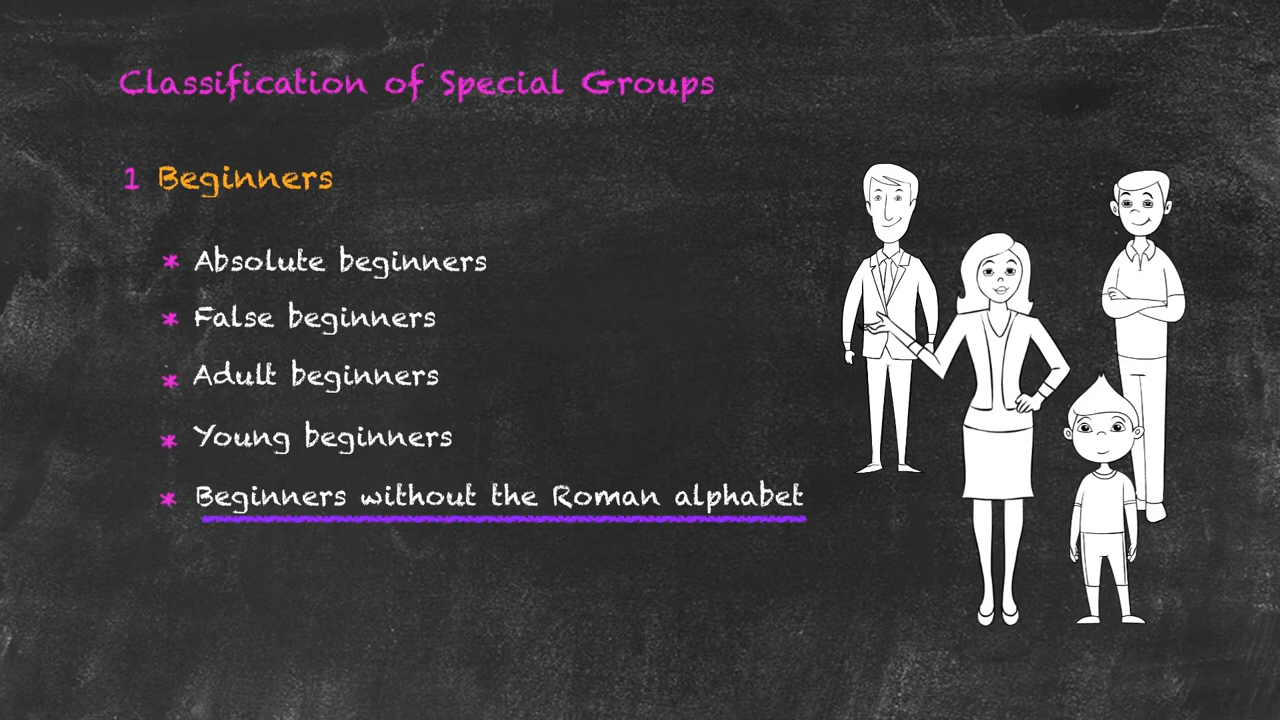 Classification of Special Groups
1 Beginners
* Absolute beginners
* False beginners
* Adult beginners
* Young beginners
* Beginners without the Roman alphabet